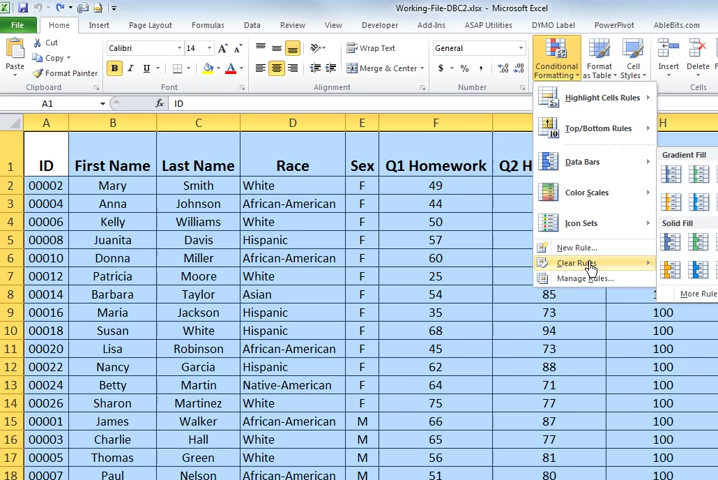 Working-File-DBC2.xlsx - Microsoft Excel
File Home Insert Page Layout Formulas Data Review View Developer Add-Ins ASAP Utilities DYMO Label PowerPivot AbleBits.com
Paste Cut Calibri 14 Wrap Text General Conditional Formatting Format as Table Cell Styles Insert Delete
Copy
Format Painter B I U Merge & Center $ % ,
Clipboard Font Alignment Number Cells
A1 fx ID
A B C D E F H
1 ID First Name Last Name Race Sex Q1 Homework Q2 H
2 00002 Mary Smith White F 49
3 00004 Anna Johnson African-American F 44
4 00006 Kelly Williams White F 50
5 00008 Juanita Davis Hispanic F 57
6 00010 Donna Miller African-American F 60
7 00012 Patricia Moore White F 25
8 00014 Barbara Taylor Asian F 54 85
9 00016 Maria Jackson Hispanic F 35 73 100
10 00018 Susan White Hispanic F 68 94 100
11 00020 Lisa Robinson African-American F 45 73 100
12 00022 Nancy Garcia Hispanic F 62 88 100
13 00024 Betty Martin Native-American F 64 71 100
14 00026 Sharon Martinez White F 75 77 100
15 00001 James Walker African-American M 66 87 100
16 00003 Charlie Hall White M 65 77 100
17 00005 Thomas Green White M 56 81 100
18 00007 Paul Nelson African-American M 51 80 100
Highlight Cells Rules
Top/Bottom Rules
Data Bars
Color Scales
Icon Sets
New Rule...
Clear Rules
Manage Rules...
Gradient Fill
Solid Fill
More Rule